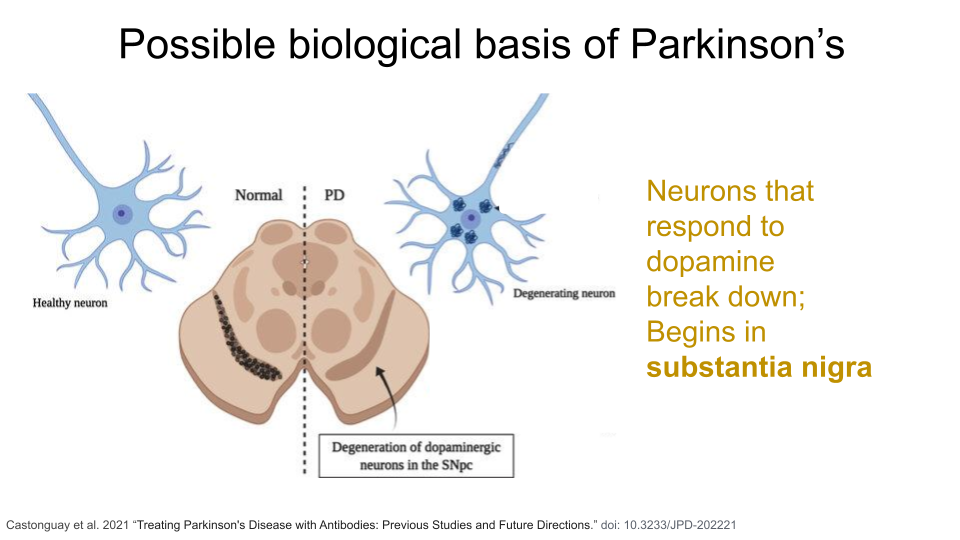 Possible biological basis of Parkinson’s
Normal
PD
Healthy neuron
Degenerating neuron
Degeneration of dopaminergic
neurons in the SNpc
Neurons that
respond to
dopamine
break down;
Begins in
substantia nigra
Castonguay et al. 2021 “Treating Parkinson's Disease with Antibodies: Previous Studies and Future Directions.” doi: 10.3233/JPD-202221